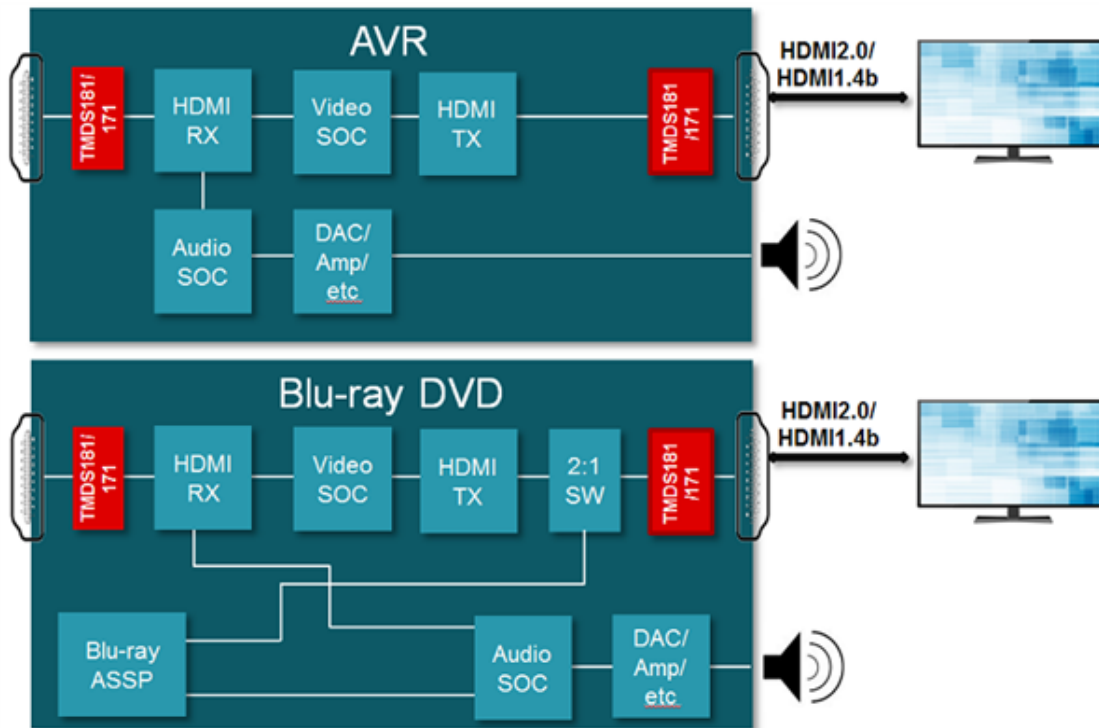 AVR
TMDS181/
171
HDMI
RX
Video
SOC
HDMI
TX
TMDS181
/171
HDMI2.0/
HDMI1.4b
Audio
SOC
DAC/
Amp/
etc
Blu-ray DVD
TMDS181/
171
HDMI
RX
Video
SOC
HDMI
TX
2:1
SW
TMDS181
/171
HDMI2.0/
HDMI1.4b
Blu-ray
ASSP
Audio
SOC
DAC/
Amp/
etc